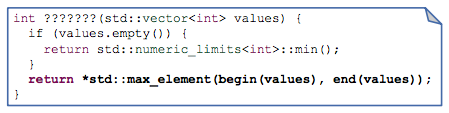 int ???????(std::vector<int> values) {
  if (values.empty()) {
    return std::numeric_limits<int>::min();
  }
  return *std::max_element(begin(values), end(values));
}